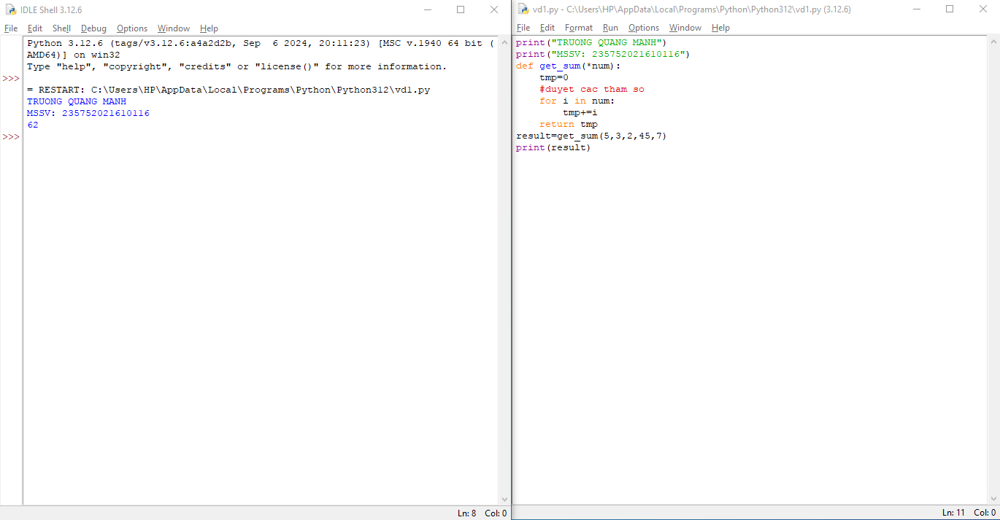 IDLE Shell 3.12.6
File Edit Shell Debug Options Window Help
Python 3.12.6 (tags/v3.12.6:a4a2d2b, Sep  6 2024, 20:11:23) [MSC v.1940 64 bit (
AMD64)] on win32
Type "help", "copyright", "credits" or "license()" for more information.
>>>
= RESTART: C:\Users\HP\AppData\Local\Programs\Python\Python312\vd1.py
TRUONG QUANG MANH
MSSV: 235752021610116
62
>>>
Ln: 8 Col: 0
vd1.py - C:\Users\HP\AppData\Local\Programs\Python\Python312\vd1.py (3.12.6)
File Edit Format Run Options Window Help
print("TRUONG QUANG MANH")
print("MSSV: 235752021610116")
def get_sum(*num):
    tmp=0
    #duyet cac tham so
    for i in num:
        tmp+=i
    return tmp
result=get_sum(5,3,2,45,7)
print(result)
Ln: 11 Col: 0